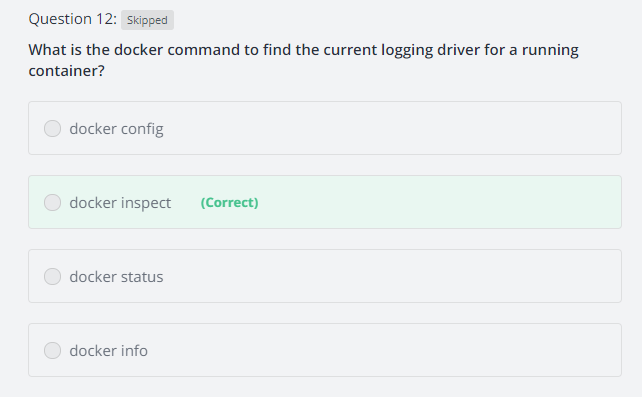 Question 12: Skipped
What is the docker command to find the current logging driver for a running
container?
docker config
docker inspect (Correct)
docker status
docker info